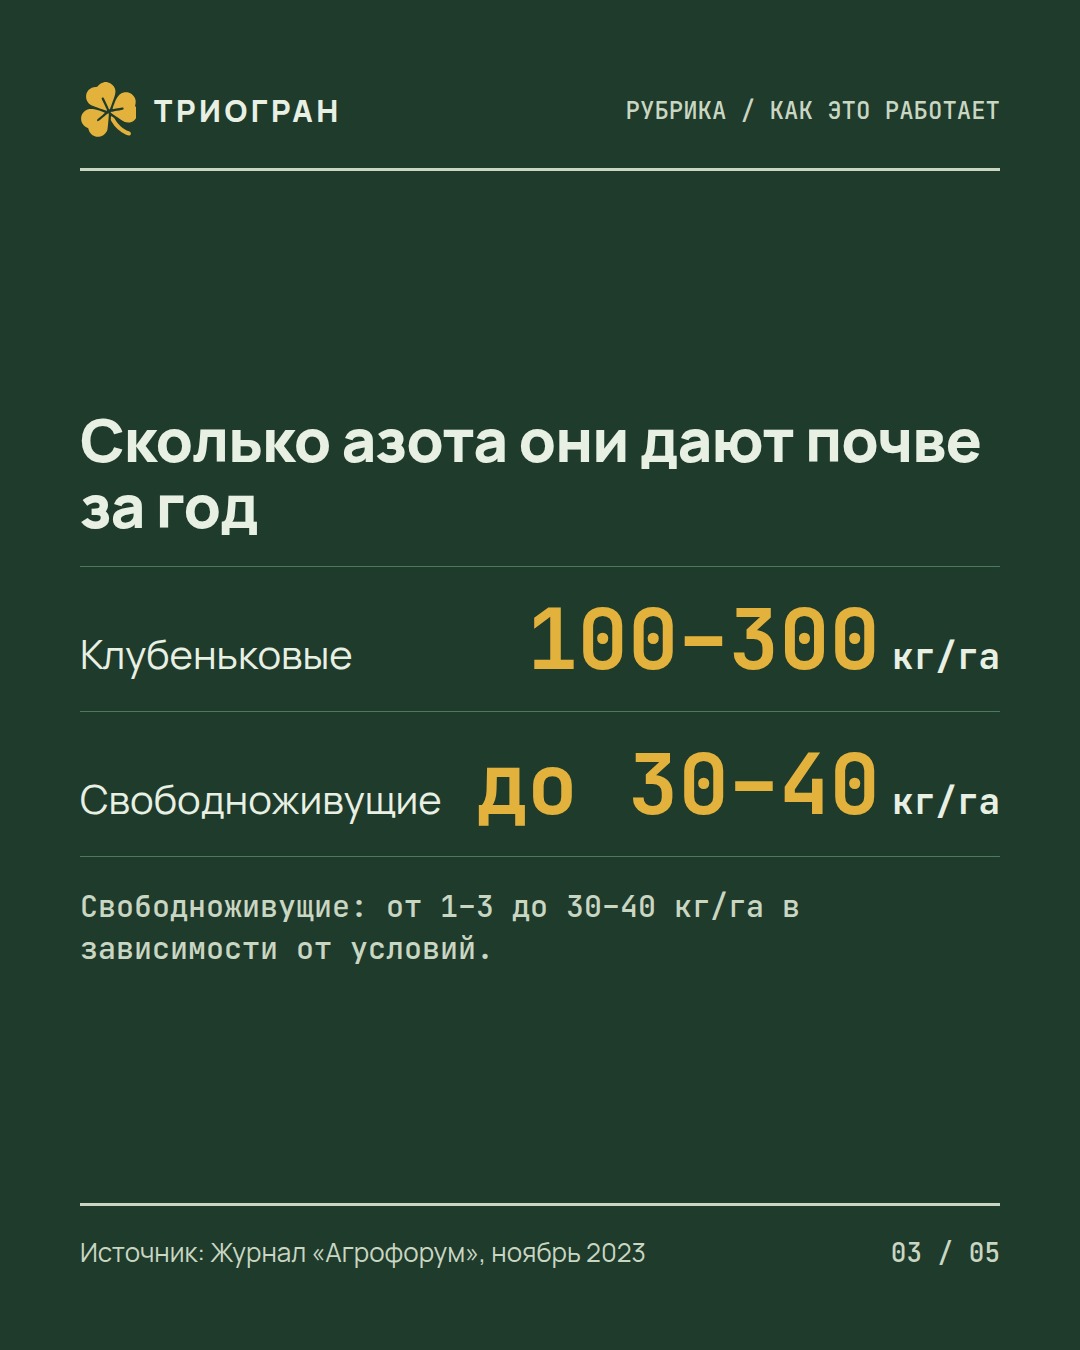 ТРИОГРАН
РУБРИКА / КАК ЭТО РАБОТАЕТ
Сколько азота они дают почве
за год
Клубеньковые 100–300 кг/га
Свободноживущие до 30–40 кг/га
Свободноживущие: от 1–3 до 30–40 кг/га в
зависимости от условий.
Источник: Журнал «Агрофорум», ноябрь 2023
03 / 05